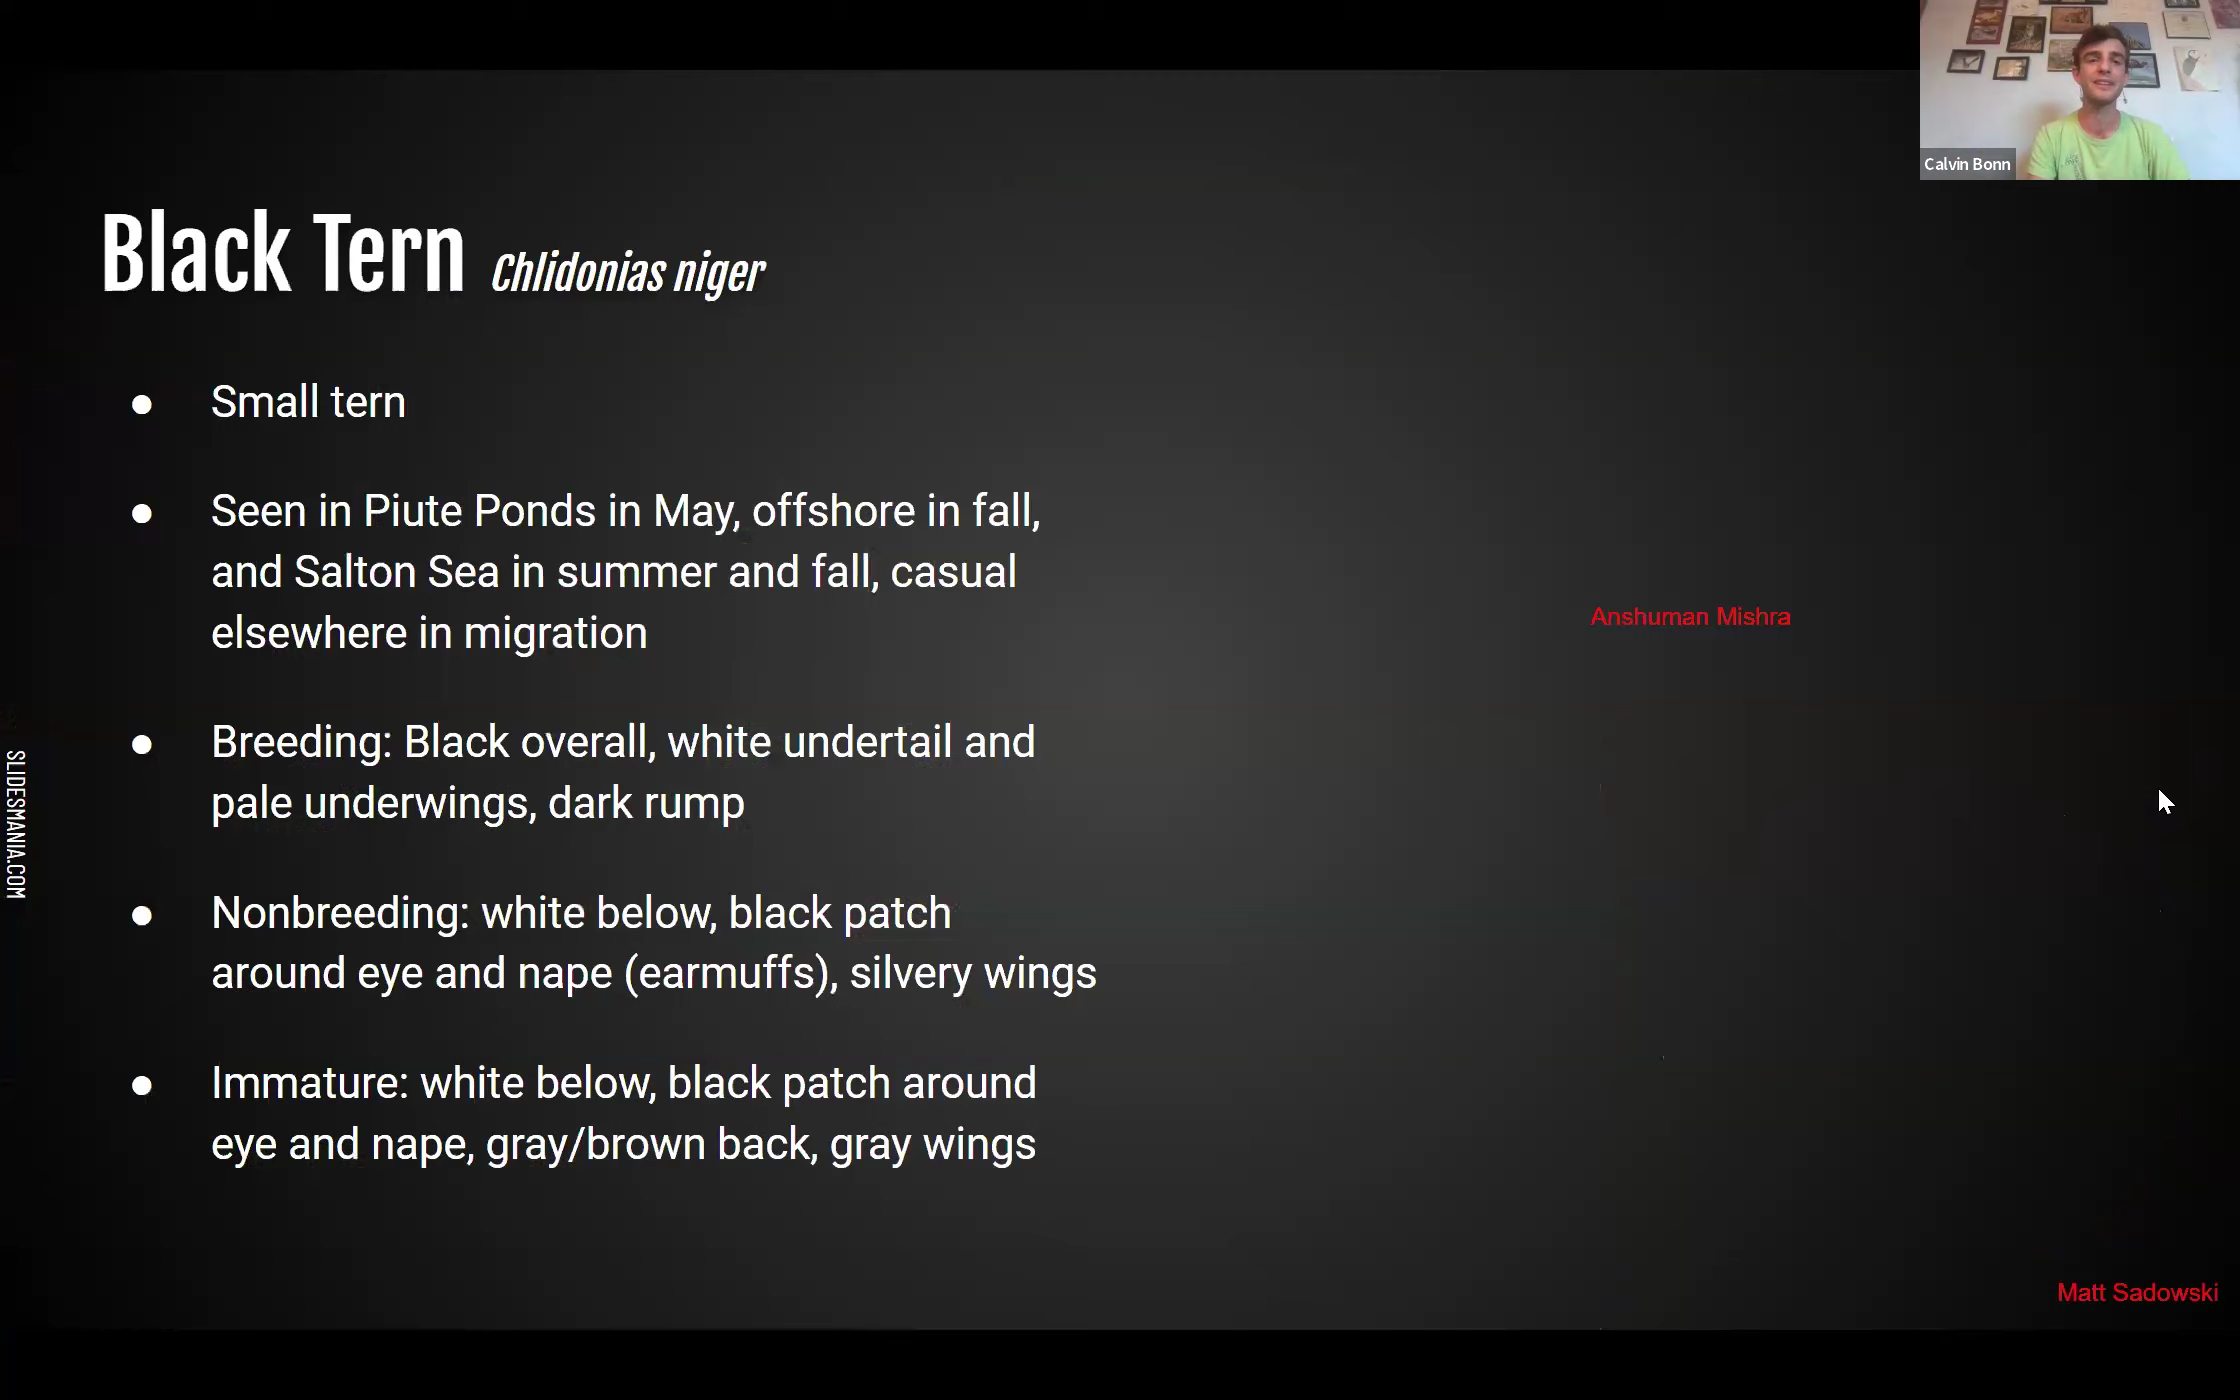 Calvin Bonn
Black Tern Chlidonias niger
● Small tern
● Seen in Piute Ponds in May, offshore in fall,
and Salton Sea in summer and fall, casual
elsewhere in migration
● Breeding: Black overall, white undertail and
pale underwings, dark rump
● Nonbreeding: white below, black patch
around eye and nape (earmuffs), silvery wings
● Immature: white below, black patch around
eye and nape, gray/brown back, gray wings
Anshuman Mishra
Matt Sadowski
SLIDESMANIA.COM